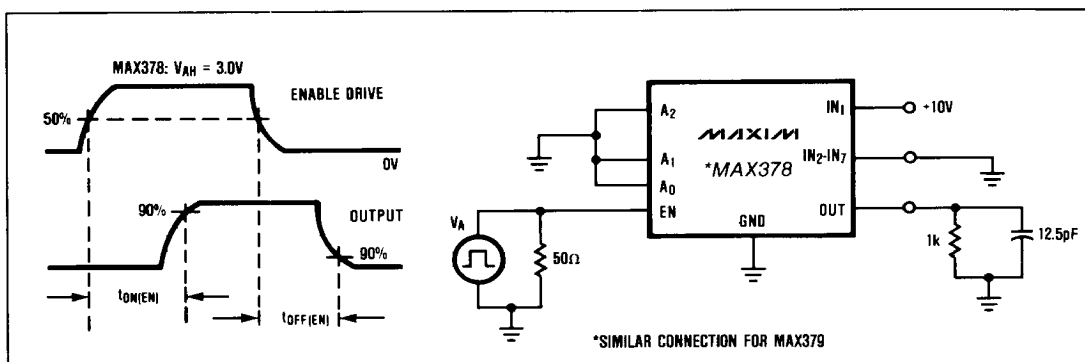 MAX378: VAH = 3.0V
ENABLE DRIVE
50%
0V
90%
OUTPUT
90%
tON(EN)
tOFF(EN)
A2
A1
A0
EN
MAXIM
*MAX378
GND
IN1
IN2-IN7
OUT
+10V
VA
50Ω
1k
12.5pF
*SIMILAR CONNECTION FOR MAX379